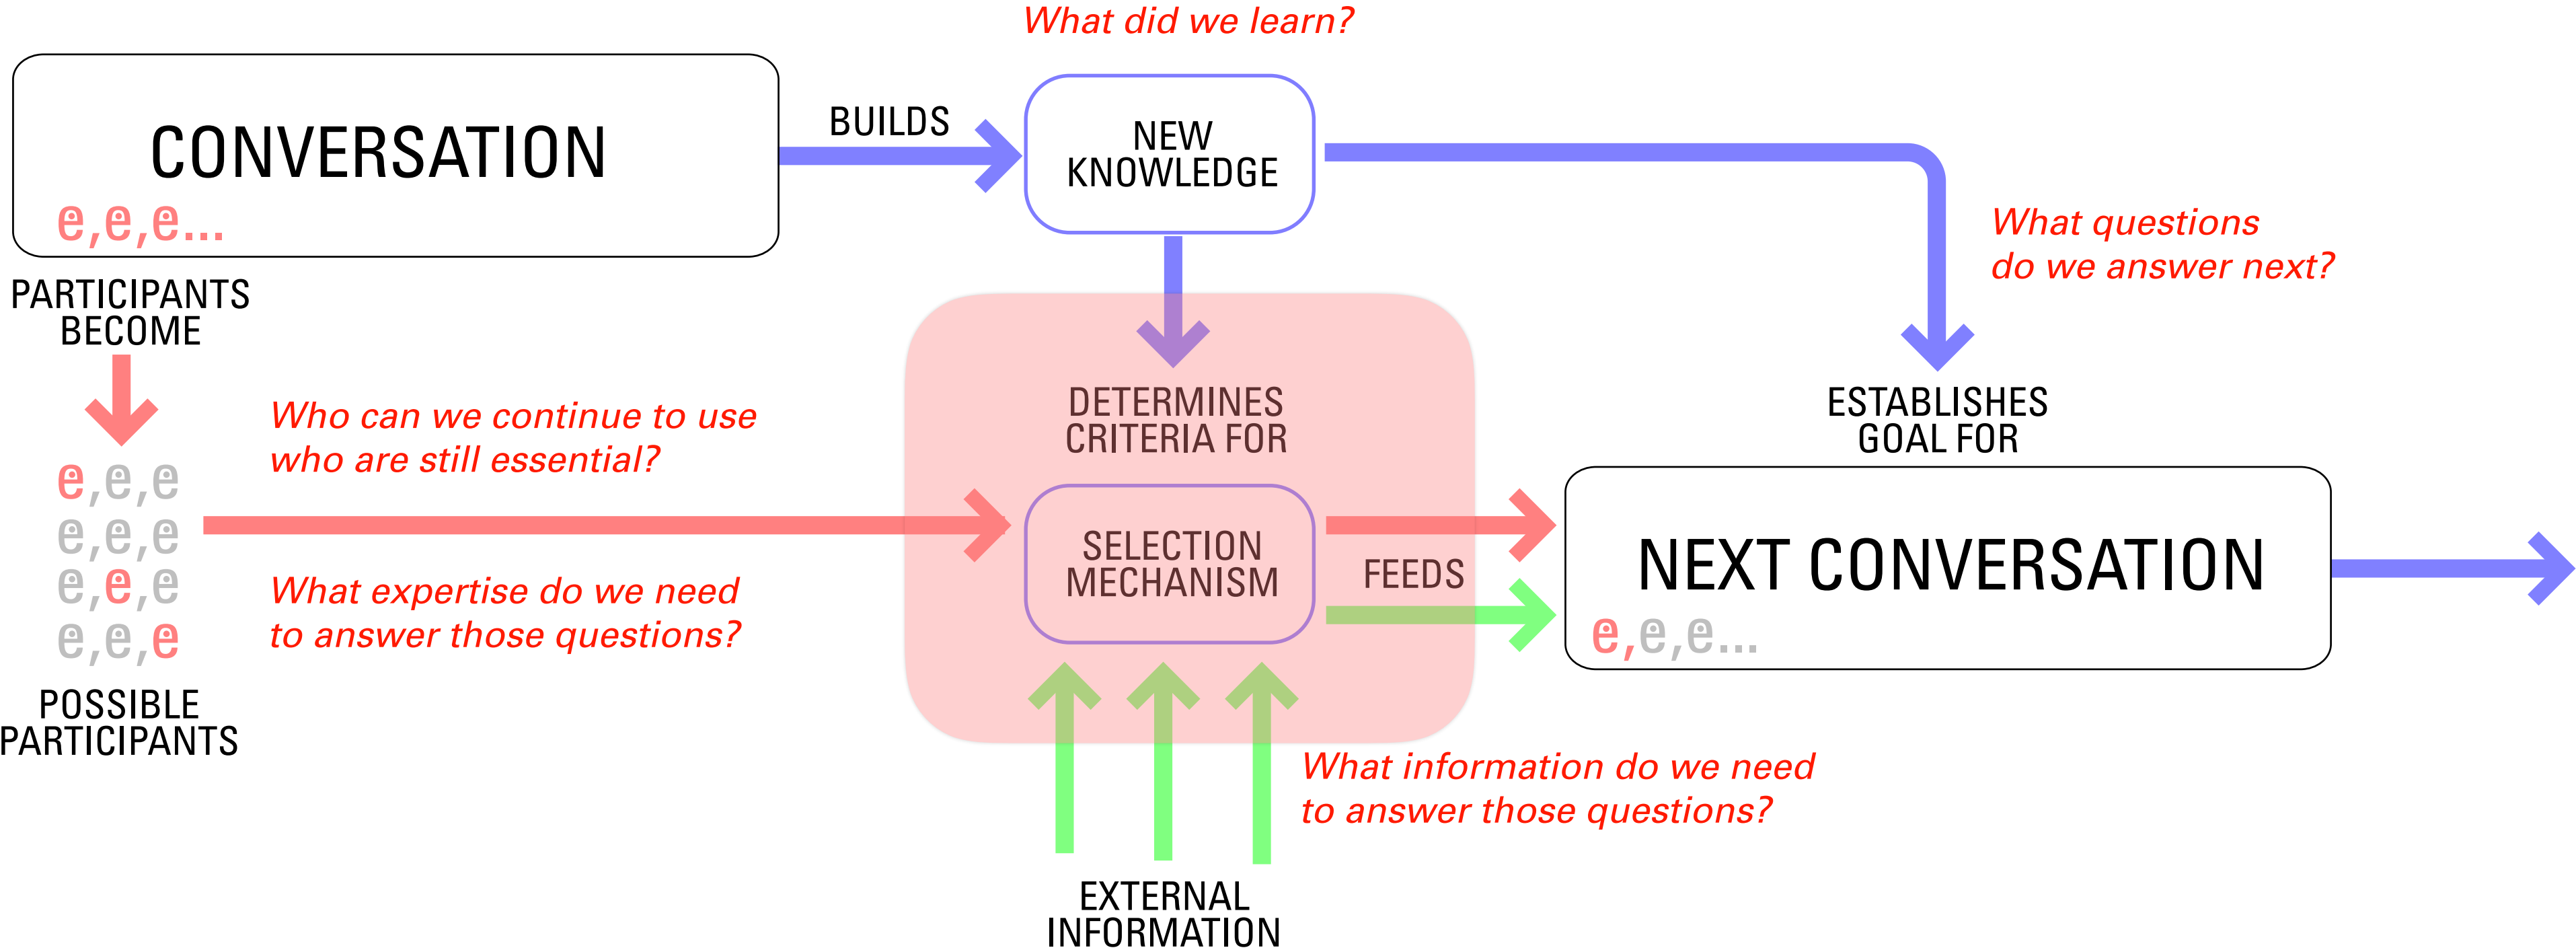 What did we learn?
CONVERSATION
e,e,e...
BUILDS
NEW
KNOWLEDGE
What questions
do we answer next?
PARTICIPANTS
BECOME
Who can we continue to use
who are still essential?
DETERMINES
CRITERIA FOR
ESTABLISHES
GOAL FOR
e,e,e
e,e,e
e,e,e
e,e,e
POSSIBLE
PARTICIPANTS
What expertise do we need
to answer those questions?
SELECTION
MECHANISM
FEEDS
NEXT CONVERSATION
e,e,e...
What information do we need
to answer those questions?
EXTERNAL
INFORMATION